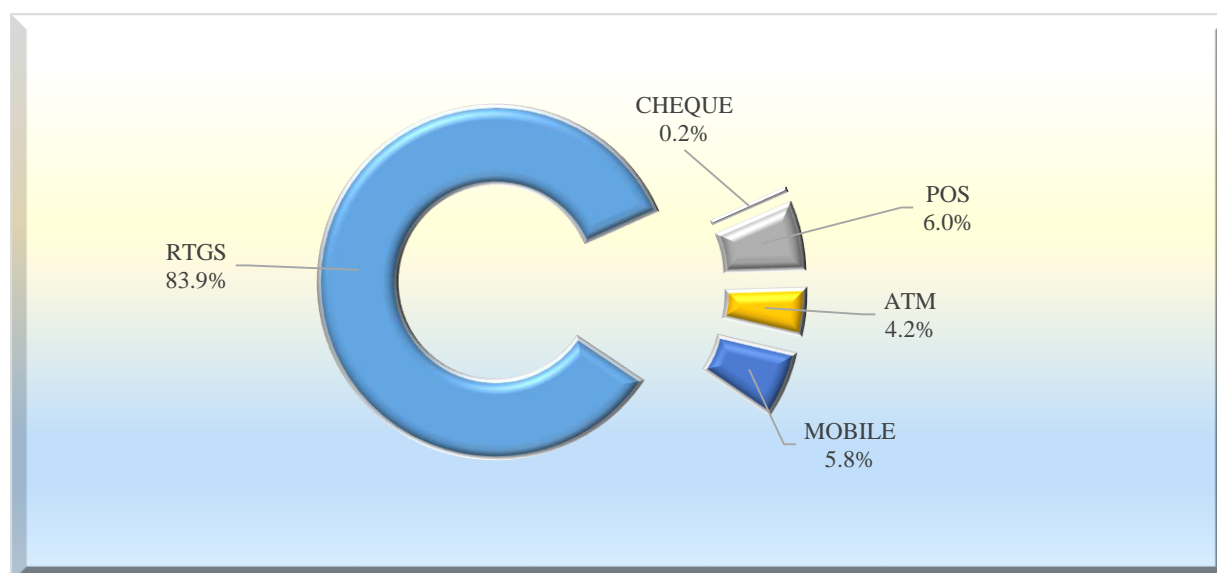 CHEQUE
0.2%
POS
6.0%
RTGS
83.9%
ATM
4.2%
MOBILE
5.8%